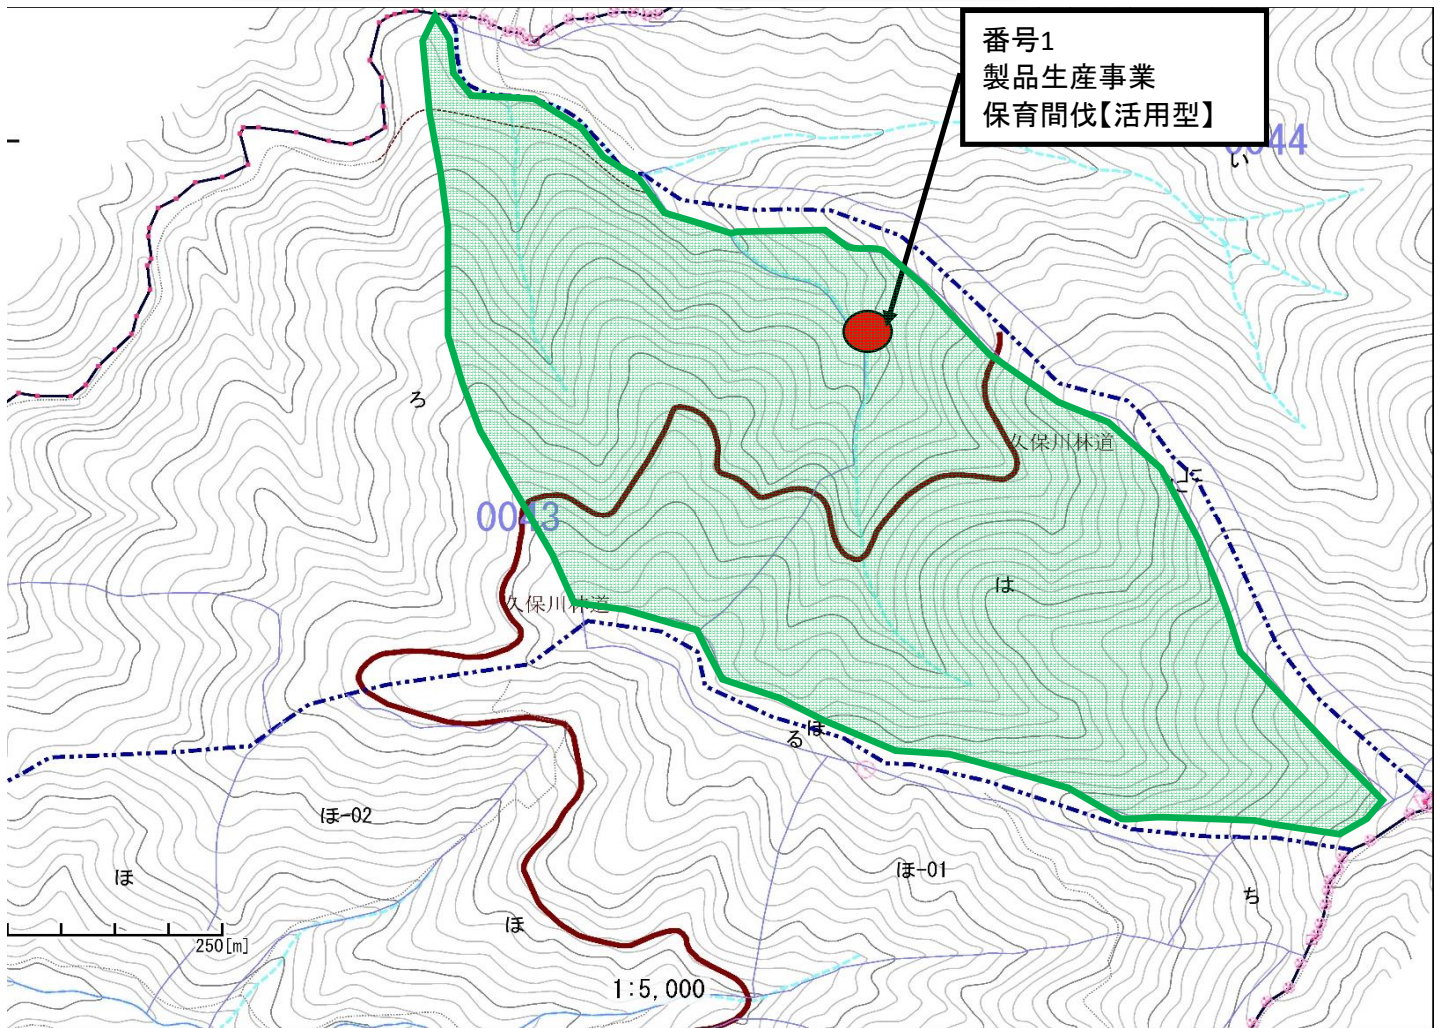 番号1
製品生産事業
保育間伐【活用型】
い
ろ
久保川林道
0043
に
は
久保川林道
ほ
る
ほ-02
ほ
ほ-01
ち
ほ
250[m]
1:5,000